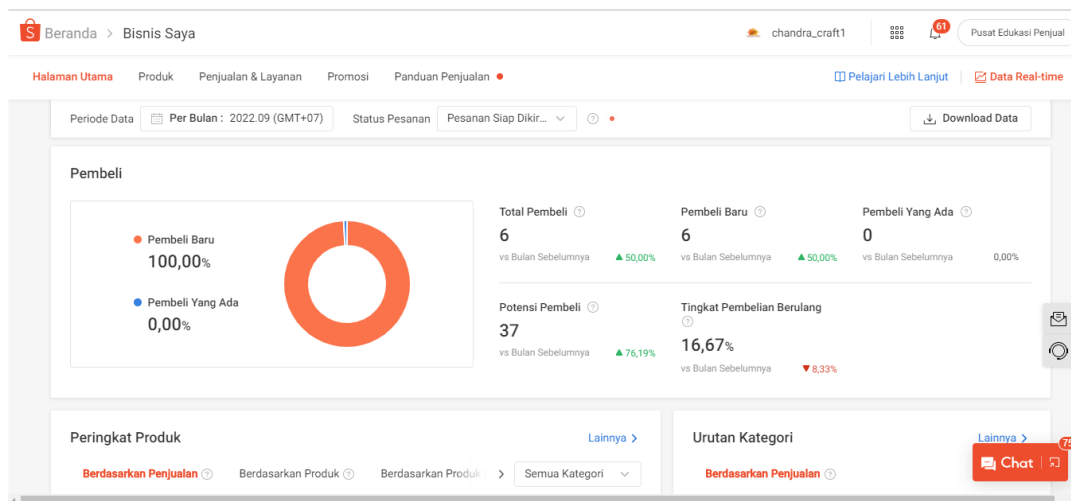 Beranda > Bisnis Saya
chandra_craft1
61
Pusat Edukasi Penjual
Halaman Utama
Produk
Penjualan & Layanan
Promosi
Panduan Penjualan
Pelajari Lebih Lanjut
Data Real-time
Periode Data
Per Bulan : 2022.09 (GMT+07)
Status Pesanan
Pesanan Siap Dikir...
Download Data
Pembeli
Pembeli Baru
100,00%
Pembeli Yang Ada
0,00%
Total Pembeli
6
vs Bulan Sebelumnya ▲ 50,00%
Pembeli Baru
6
vs Bulan Sebelumnya ▲ 50,00%
Pembeli Yang Ada
0
vs Bulan Sebelumnya 0,00%
Potensi Pembeli
37
vs Bulan Sebelumnya ▲ 76,19%
Tingkat Pembelian Berulang
16,67%
vs Bulan Sebelumnya ▼ 8,33%
Peringkat Produk
Lainnya >
Berdasarkan Penjualan
Berdasarkan Produk
Berdasarkan Produk
>
Semua Kategori
Urutan Kategori
Lainnya >
Berdasarkan Penjualan
75
Chat